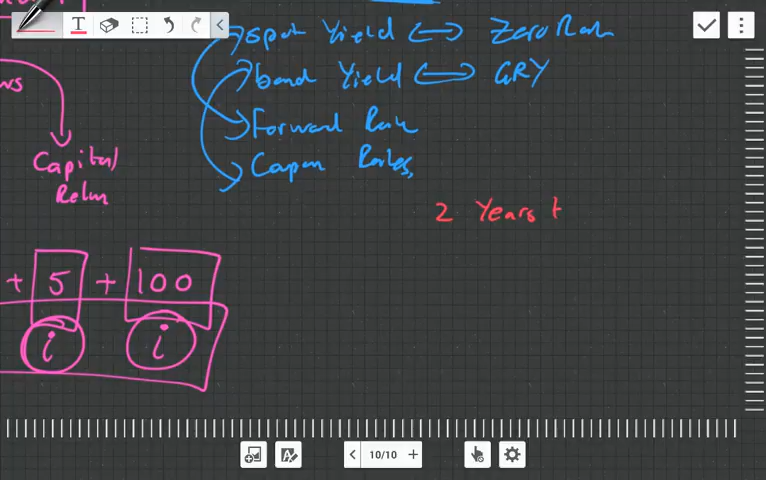 T
Spot Yield ⟺ Zero Rate
ws
bond Yield ⟺ GRY
Forward Rate
Capital
Return
Coupon Rates,
2 Years t
+ 5 + 100
i i
10/10